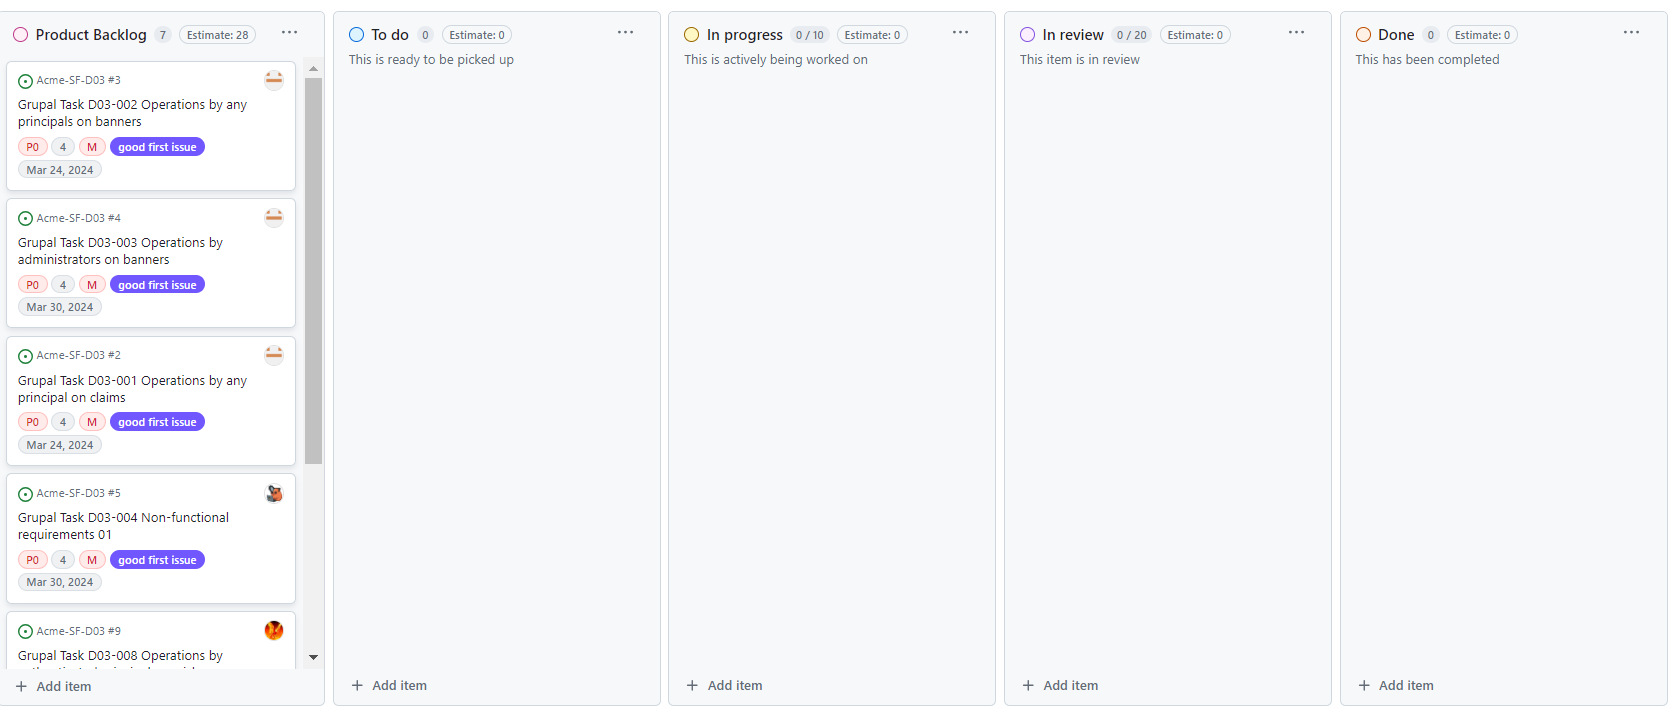 Product Backlog 7 Estimate: 28
Acme-SF-D03 #3
Grupal Task D03-002 Operations by any
principals on banners
P0 4 M good first issue
Mar 24, 2024
Acme-SF-D03 #4
Grupal Task D03-003 Operations by
administrators on banners
P0 4 M good first issue
Mar 30, 2024
Acme-SF-D03 #2
Grupal Task D03-001 Operations by any
principal on claims
P0 4 M good first issue
Mar 24, 2024
Acme-SF-D03 #5
Grupal Task D03-004 Non-functional
requirements 01
P0 4 M good first issue
Mar 30, 2024
Acme-SF-D03 #9
Grupal Task D03-008 Operations by
+ Add item
To do 0 Estimate: 0
This is ready to be picked up
+ Add item
In progress 0 / 10 Estimate: 0
This is actively being worked on
+ Add item
In review 0 / 20 Estimate: 0
This item is in review
+ Add item
Done 0 Estimate: 0
This has been completed
+ Add item